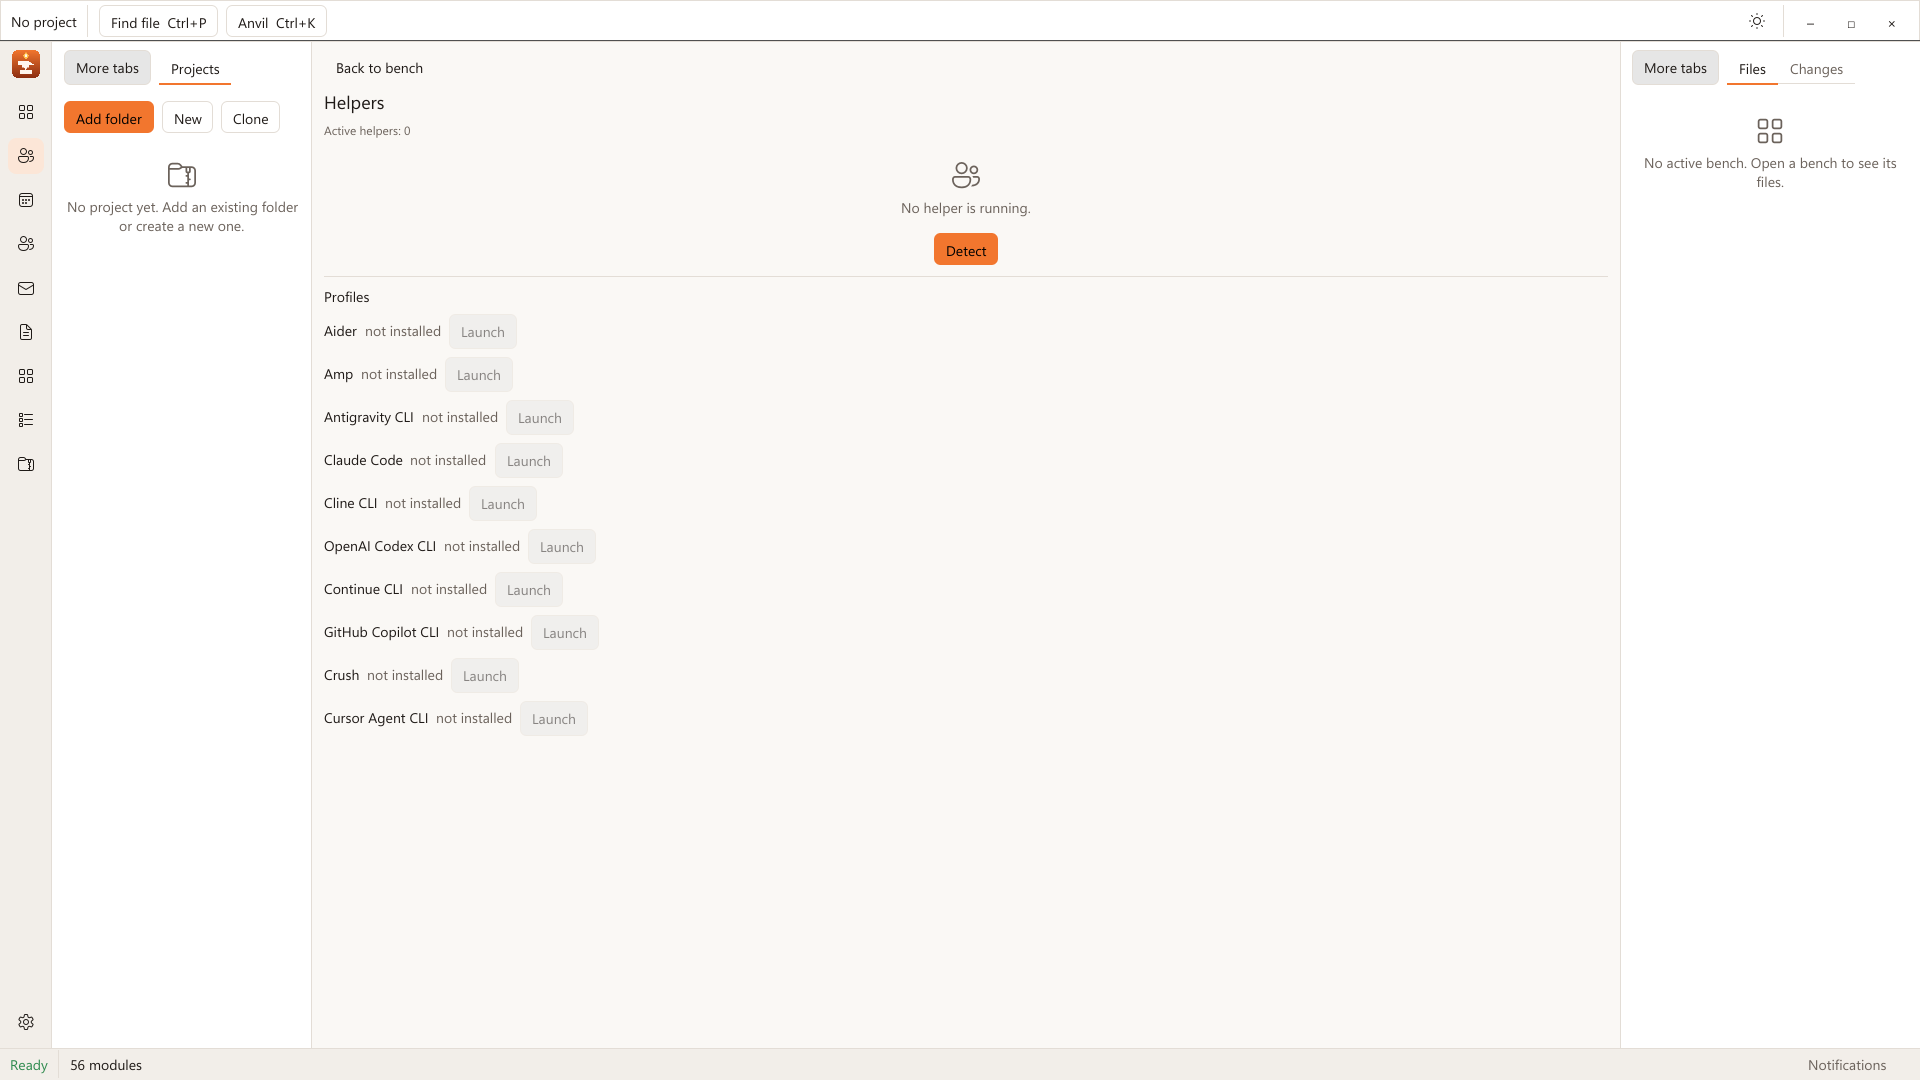 No project
Find file Ctrl+P
Anvil Ctrl+K
More tabs
Projects
Add folder
New
Clone
No project yet. Add an existing folder
or create a new one.
Back to bench
Helpers
Active helpers: 0
No helper is running.
Detect
Profiles
Aider not installed Launch
Amp not installed Launch
Antigravity CLI not installed Launch
Claude Code not installed Launch
Cline CLI not installed Launch
OpenAI Codex CLI not installed Launch
Continue CLI not installed Launch
GitHub Copilot CLI not installed Launch
Crush not installed Launch
Cursor Agent CLI not installed Launch
More tabs
Files
Changes
No active bench. Open a bench to see its
files.
Ready
56 modules
Notifications